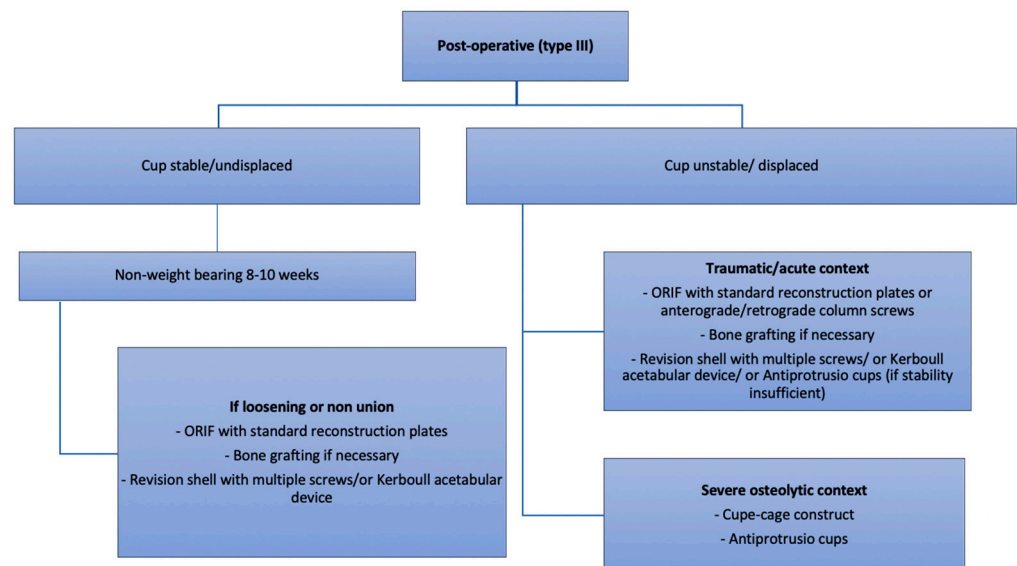 Post-operative (type III)
Cup stable/undisplaced
Cup unstable/ displaced
Non-weight bearing 8-10 weeks
If loosening or non union
- ORIF with standard reconstruction plates
- Bone grafting if necessary
- Revision shell with multiple screws/or Kerboull acetabular
device
Traumatic/acute context
- ORIF with standard reconstruction plates or
anterograde/retrograde column screws
- Bone grafting if necessary
- Revision shell with multiple screws/ or Kerboull
acetabular device/ or Antiprotrusio cups (if stability
insufficient)
Severe osteolytic context
- Cupe-cage construct
- Antiprotrusio cups